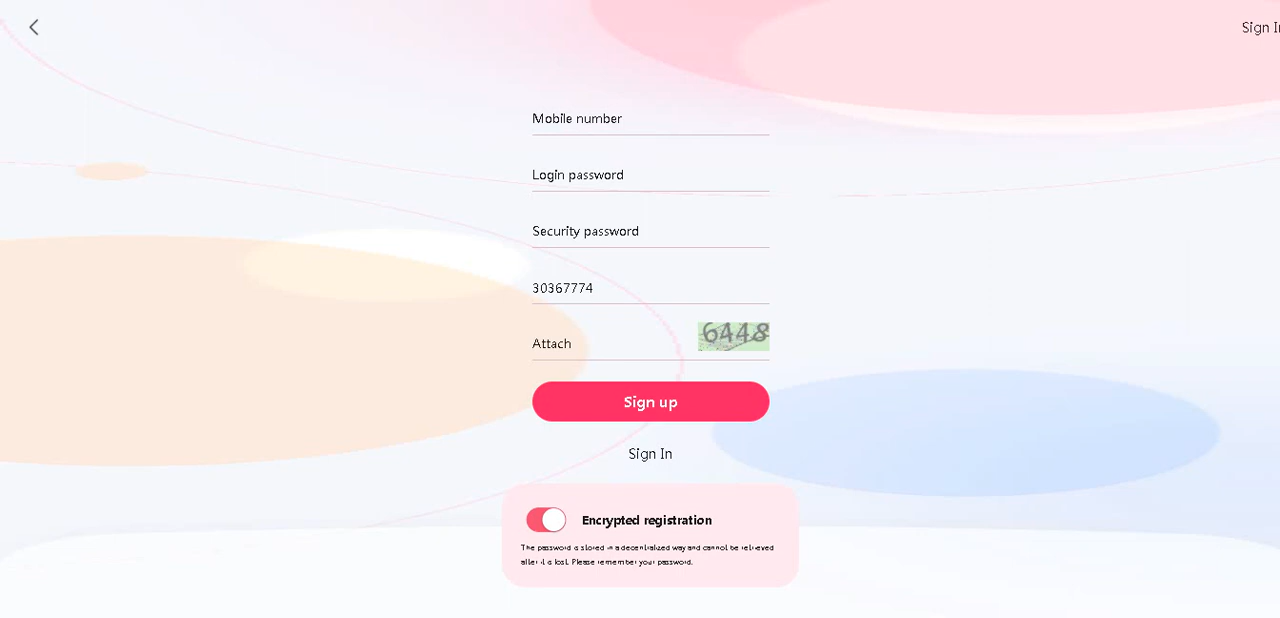 Sign In
Mobile number
Login password
Security password
30367774
Attach
6448
Sign up
Sign In
Encrypted registration
The password is stored in a decentralized way and cannot be retrieved
after it is lost. Please remember your password.